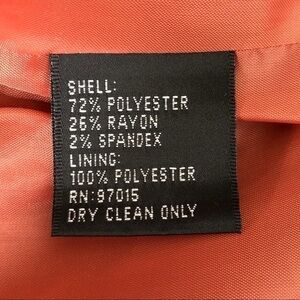 SHELL:
72% POLYESTER
26% RAYON
2% SPANDEX
LINING:
100% POLYESTER
RN:97015
DRY CLEAN ONLY